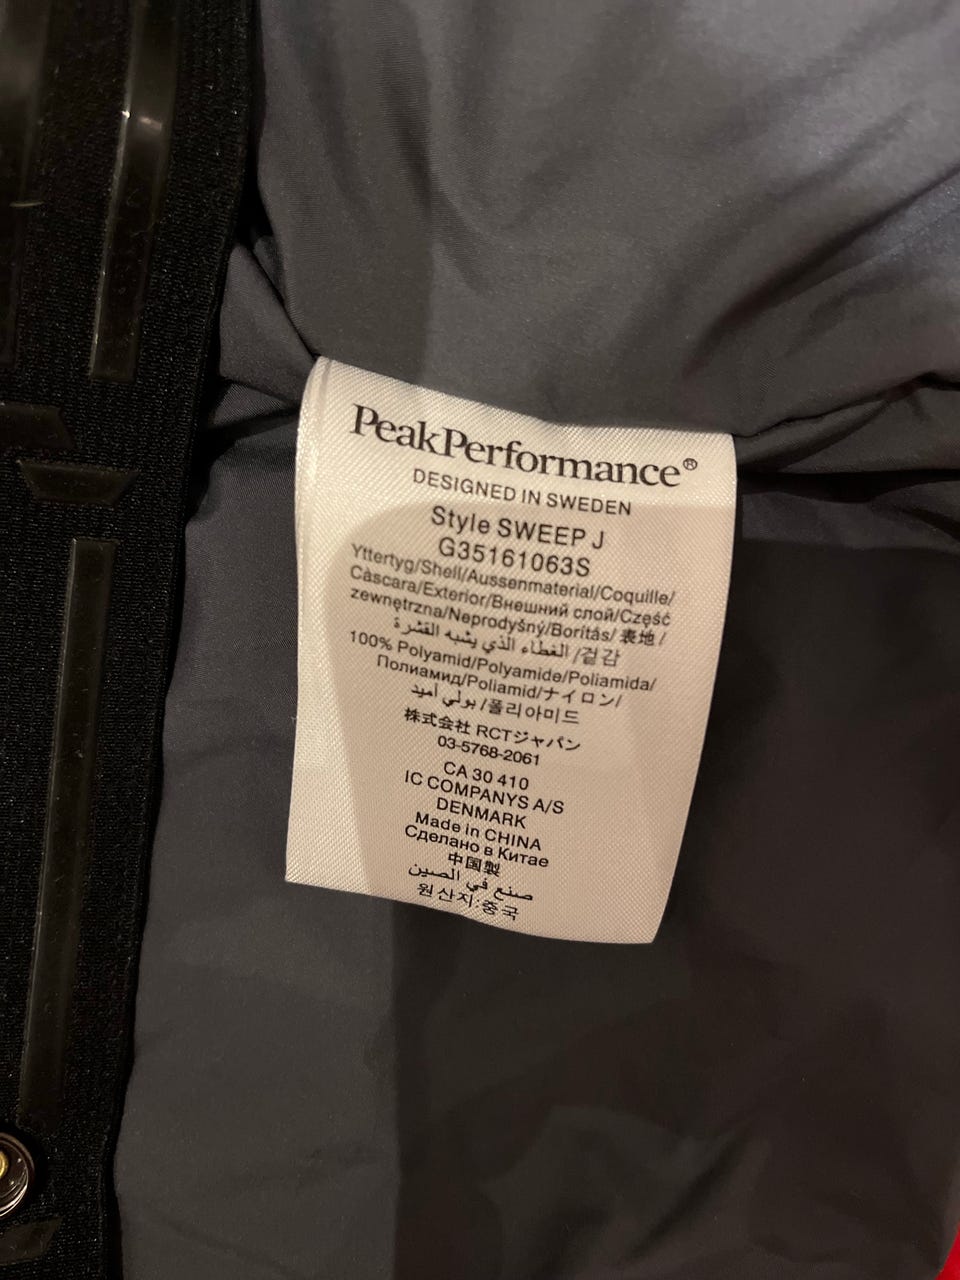 PeakPerformance®
DESIGNED IN SWEDEN
Style SWEEP J
G35161063S
Yttertyg/Shell/Aussenmaterial/Coquille/
Càscara/Exterior/Внешний слой/Część
zewnętrzna/Neprodyšný/Borítás/ 表地 /
الغطاء الذي يشبه القشرة /겉감
100% Polyamid/Polyamide/Poliamida/
Полиамид/Poliamid/ナイロン/
بولي أميد /폴리아미드
株式会社 RCTジャパン
03-5768-2061
CA 30 410
IC COMPANYS A/S
DENMARK
Made in CHINA
Сделано в Китае
中国製
صنع في الصين
원산지:중국